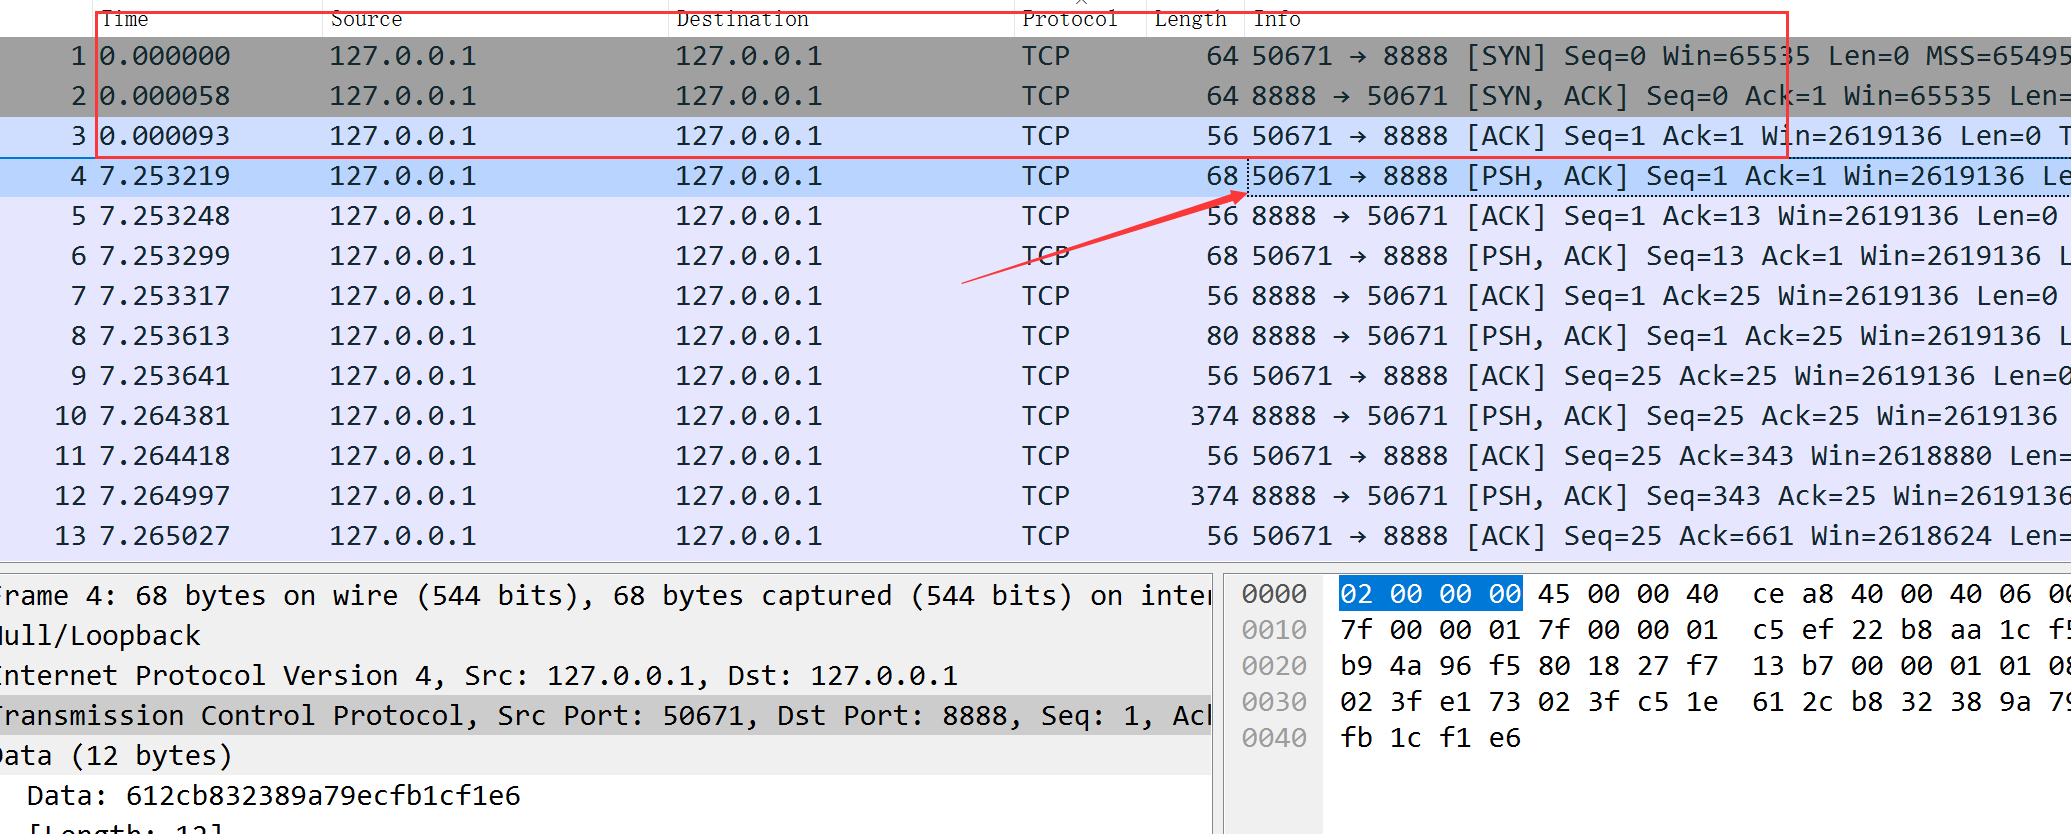 Time Source Destination Protocol Length Info
1 0.000000 127.0.0.1 127.0.0.1 TCP 64 50671 → 8888 [SYN] Seq=0 Win=65535 Len=0 MSS=65495
2 0.000058 127.0.0.1 127.0.0.1 TCP 64 8888 → 50671 [SYN, ACK] Seq=0 Ack=1 Win=65535 Len=
3 0.000093 127.0.0.1 127.0.0.1 TCP 56 50671 → 8888 [ACK] Seq=1 Ack=1 Win=2619136 Len=0 T
4 7.253219 127.0.0.1 127.0.0.1 TCP 68 50671 → 8888 [PSH, ACK] Seq=1 Ack=1 Win=2619136 Le
5 7.253248 127.0.0.1 127.0.0.1 TCP 56 8888 → 50671 [ACK] Seq=1 Ack=13 Win=2619136 Len=0
6 7.253299 127.0.0.1 127.0.0.1 TCP 68 50671 → 8888 [PSH, ACK] Seq=13 Ack=1 Win=2619136 L
7 7.253317 127.0.0.1 127.0.0.1 TCP 56 8888 → 50671 [ACK] Seq=1 Ack=25 Win=2619136 Len=0
8 7.253613 127.0.0.1 127.0.0.1 TCP 80 8888 → 50671 [PSH, ACK] Seq=1 Ack=25 Win=2619136 L
9 7.253641 127.0.0.1 127.0.0.1 TCP 56 50671 → 8888 [ACK] Seq=25 Ack=25 Win=2619136 Len=0
10 7.264381 127.0.0.1 127.0.0.1 TCP 374 8888 → 50671 [PSH, ACK] Seq=25 Ack=25 Win=2619136
11 7.264418 127.0.0.1 127.0.0.1 TCP 56 50671 → 8888 [ACK] Seq=25 Ack=343 Win=2618880 Len=
12 7.264997 127.0.0.1 127.0.0.1 TCP 374 8888 → 50671 [PSH, ACK] Seq=343 Ack=25 Win=2619136
13 7.265027 127.0.0.1 127.0.0.1 TCP 56 50671 → 8888 [ACK] Seq=25 Ack=661 Win=2618624 Len=
Frame 4: 68 bytes on wire (544 bits), 68 bytes captured (544 bits) on inter
Null/Loopback
Internet Protocol Version 4, Src: 127.0.0.1, Dst: 127.0.0.1
Transmission Control Protocol, Src Port: 50671, Dst Port: 8888, Seq: 1, Ack
Data (12 bytes)
Data: 612cb832389a79ecfb1cf1e6
[Length: 12]
0000 02 00 00 00 45 00 00 40 ce a8 40 00 40 06 00
0010 7f 00 00 01 7f 00 00 01 c5 ef 22 b8 aa 1c f5
0020 b9 4a 96 f5 80 18 27 f7 13 b7 00 00 01 01 08
0030 02 3f e1 73 02 3f c5 1e 61 2c b8 32 38 9a 79
0040 fb 1c f1 e6